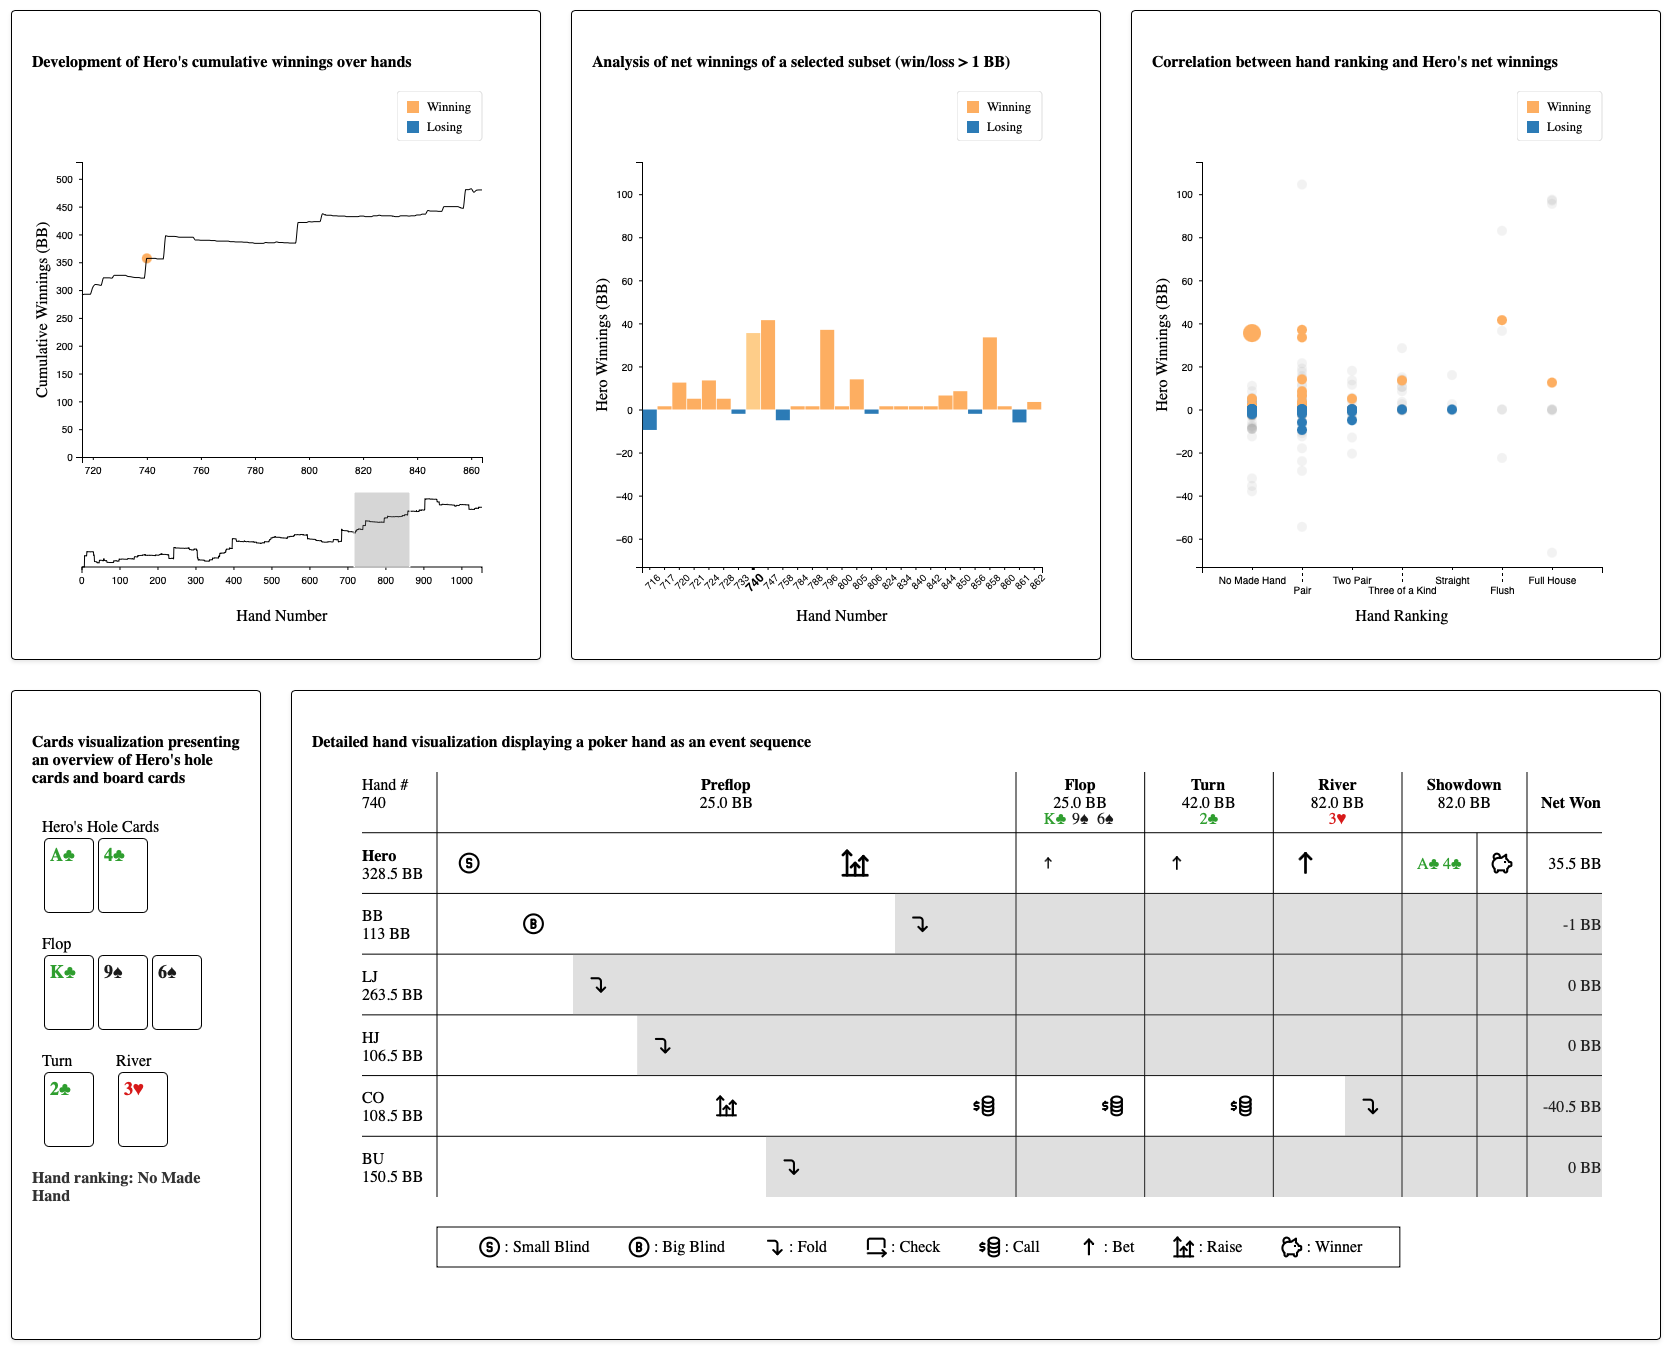 Development of Hero's cumulative winnings over hands
Winning
Losing
Cumulative Winnings (BB)
500
450
400
350
300
250
200
150
100
50
0
720 740 760 780 800 820 840 860
0 100 200 300 400 500 600 700 800 900 1000
Hand Number
Analysis of net winnings of a selected subset (win/loss > 1 BB)
Winning
Losing
Hero Winnings (BB)
100
80
60
40
20
0
−20
−40
−60
716 717 720 721 724 728 733 740 747 758 784 788 796 800 805 806 824 834 840 842 844 850 856 858 860 861 862
Hand Number
Correlation between hand ranking and Hero's net winnings
Winning
Losing
Hero Winnings (BB)
100
80
60
40
20
0
−20
−40
−60
No Made Hand Two Pair Straight Full House
Pair Three of a Kind Flush
Hand Ranking
Cards visualization presenting
an overview of Hero's hole
cards and board cards
Hero's Hole Cards
A♣ 4♣
Flop
K♣ 9♠ 6♠
Turn River
2♣ 3♥
Hand ranking: No Made
Hand
Detailed hand visualization displaying a poker hand as an event sequence
Hand # Preflop Flop Turn River Showdown
740 25.0 BB 25.0 BB 42.0 BB 82.0 BB 82.0 BB Net Won
K♣ 9♠ 6♠ 2♣ 3♥
Hero
328.5 BB
S
A♣ 4♣
35.5 BB
BB
113 BB
B
-1 BB
LJ
263.5 BB
0 BB
HJ
106.5 BB
0 BB
CO
108.5 BB
$ $ $
-40.5 BB
BU
150.5 BB
0 BB
S : Small Blind B : Big Blind : Fold : Check $ : Call : Bet : Raise : Winner